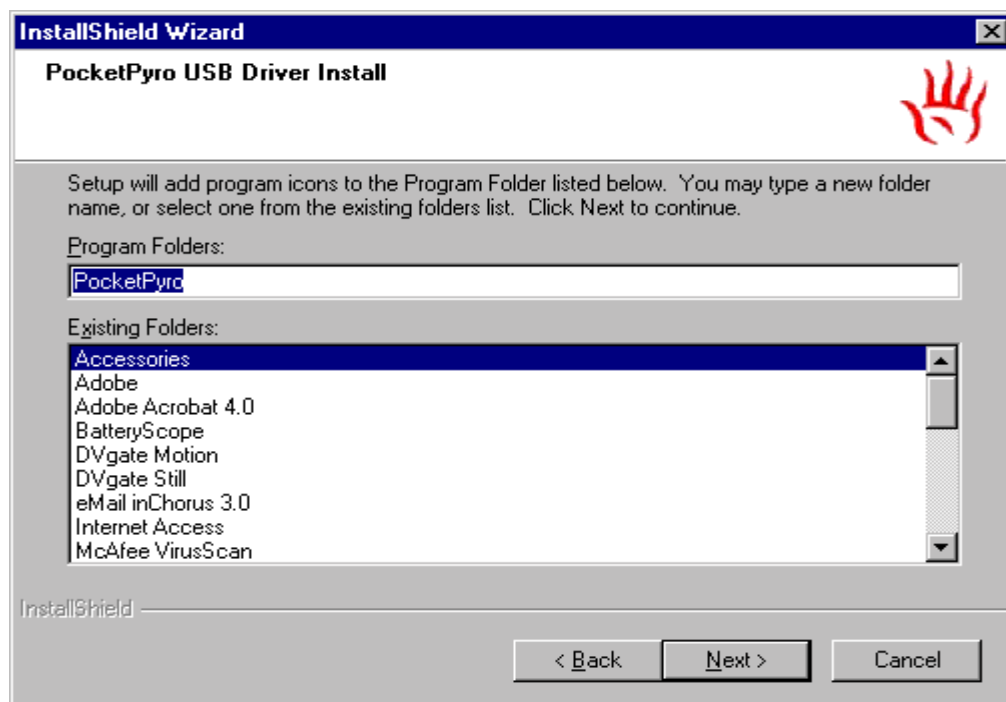 InstallShield Wizard
PocketPyro USB Driver Install
Setup will add program icons to the Program Folder listed below.  You may type a new folder
name, or select one from the existing folders list.  Click Next to continue.
Program Folders:
PocketPyro
Existing Folders:
Accessories
Adobe
Adobe Acrobat 4.0
BatteryScope
DVgate Motion
DVgate Still
eMail inChorus 3.0
Internet Access
McAfee VirusScan
InstallShield
< Back
Next >
Cancel